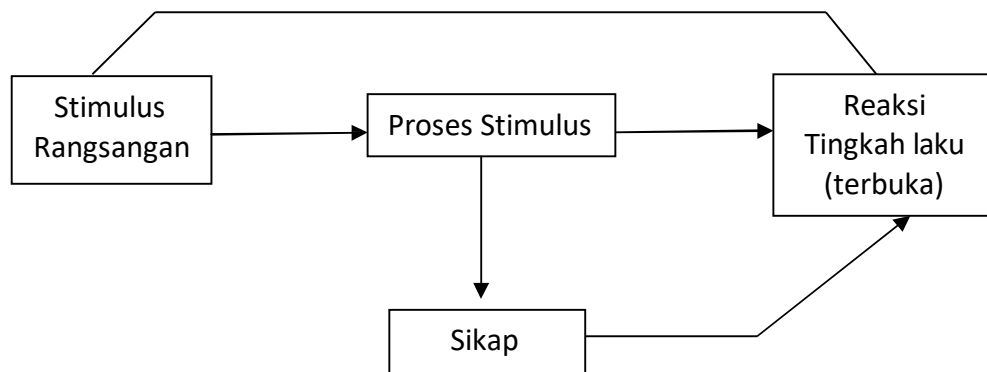 Stimulus
Rangsangan
Proses Stimulus
Reaksi
Tingkah laku
(terbuka)
Sikap